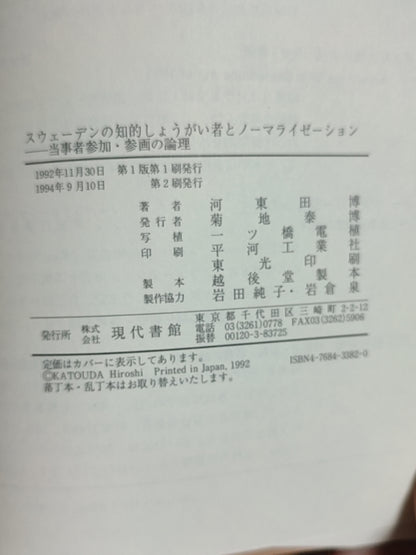 スウェーデンの知的しょうがい者とノーマライゼーション
──当事者参加・参画の論理
1992年11月30日 第1版第1刷発行
1994年9月10日 第2刷発行
著者 河東田博
発行者 菊地泰博
写植 一ツ橋電植
印刷 平河工業社
東光印刷
製本 越後堂製本
製作協力 岩田純子・岩倉泉
発行所 株式会社 現代書館
東京都千代田区三崎町2-2-12
電話 03(3261)0778 FAX03(3262)5906
振替 00120-3-83725
定価はカバーに表示してあります。
©KATOUDA Hiroshi Printed in Japan, 1992 ISBN4-7684-3382-0
落丁本・乱丁本はお取り替えいたします。